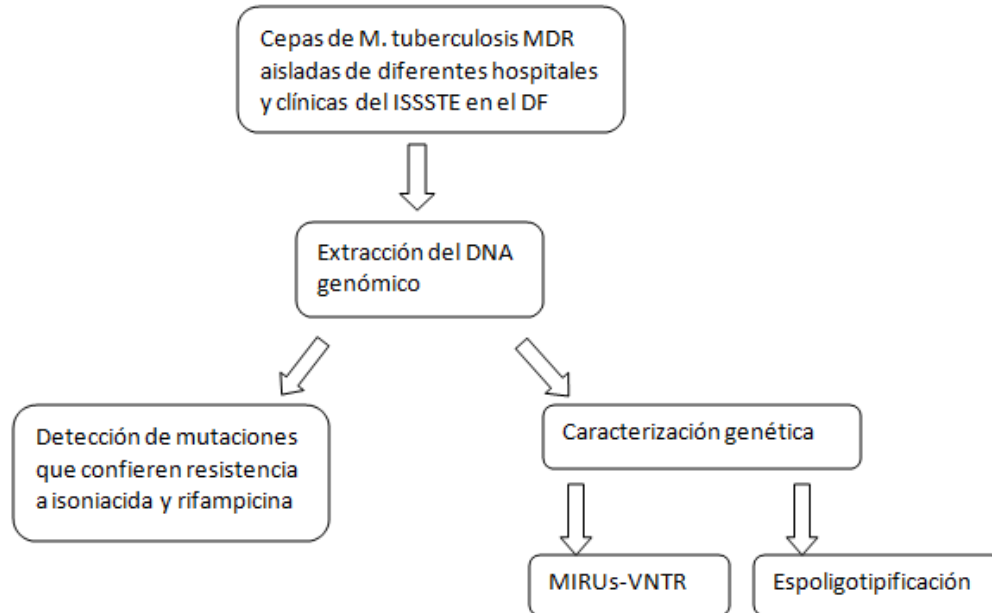 Cepas de M. tuberculosis MDR
aisladas de diferentes hospitales
y clínicas del ISSSTE en el DF
Extracción del DNA
genómico
Detección de mutaciones
que confieren resistencia
a isoniacida y rifampicina
Caracterización genética
MIRUs-VNTR
Espoligotipificación